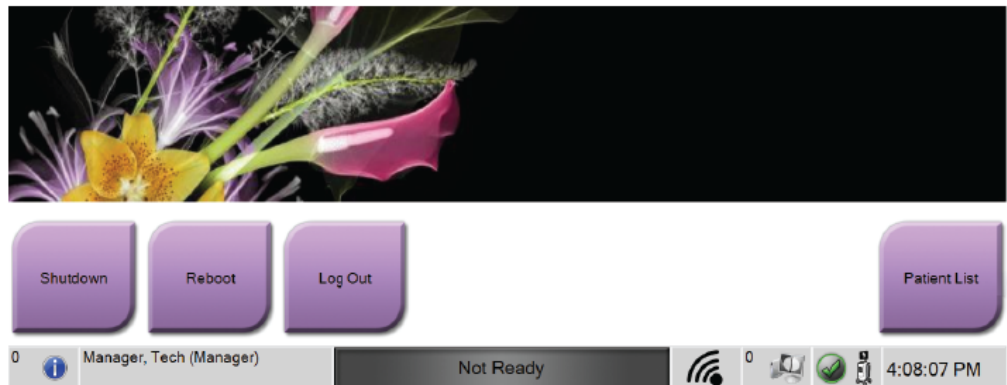 Shutdown
Reboot
Log Out
Patient List
0
Manager, Tech (Manager)
Not Ready
0
4:08:07 PM